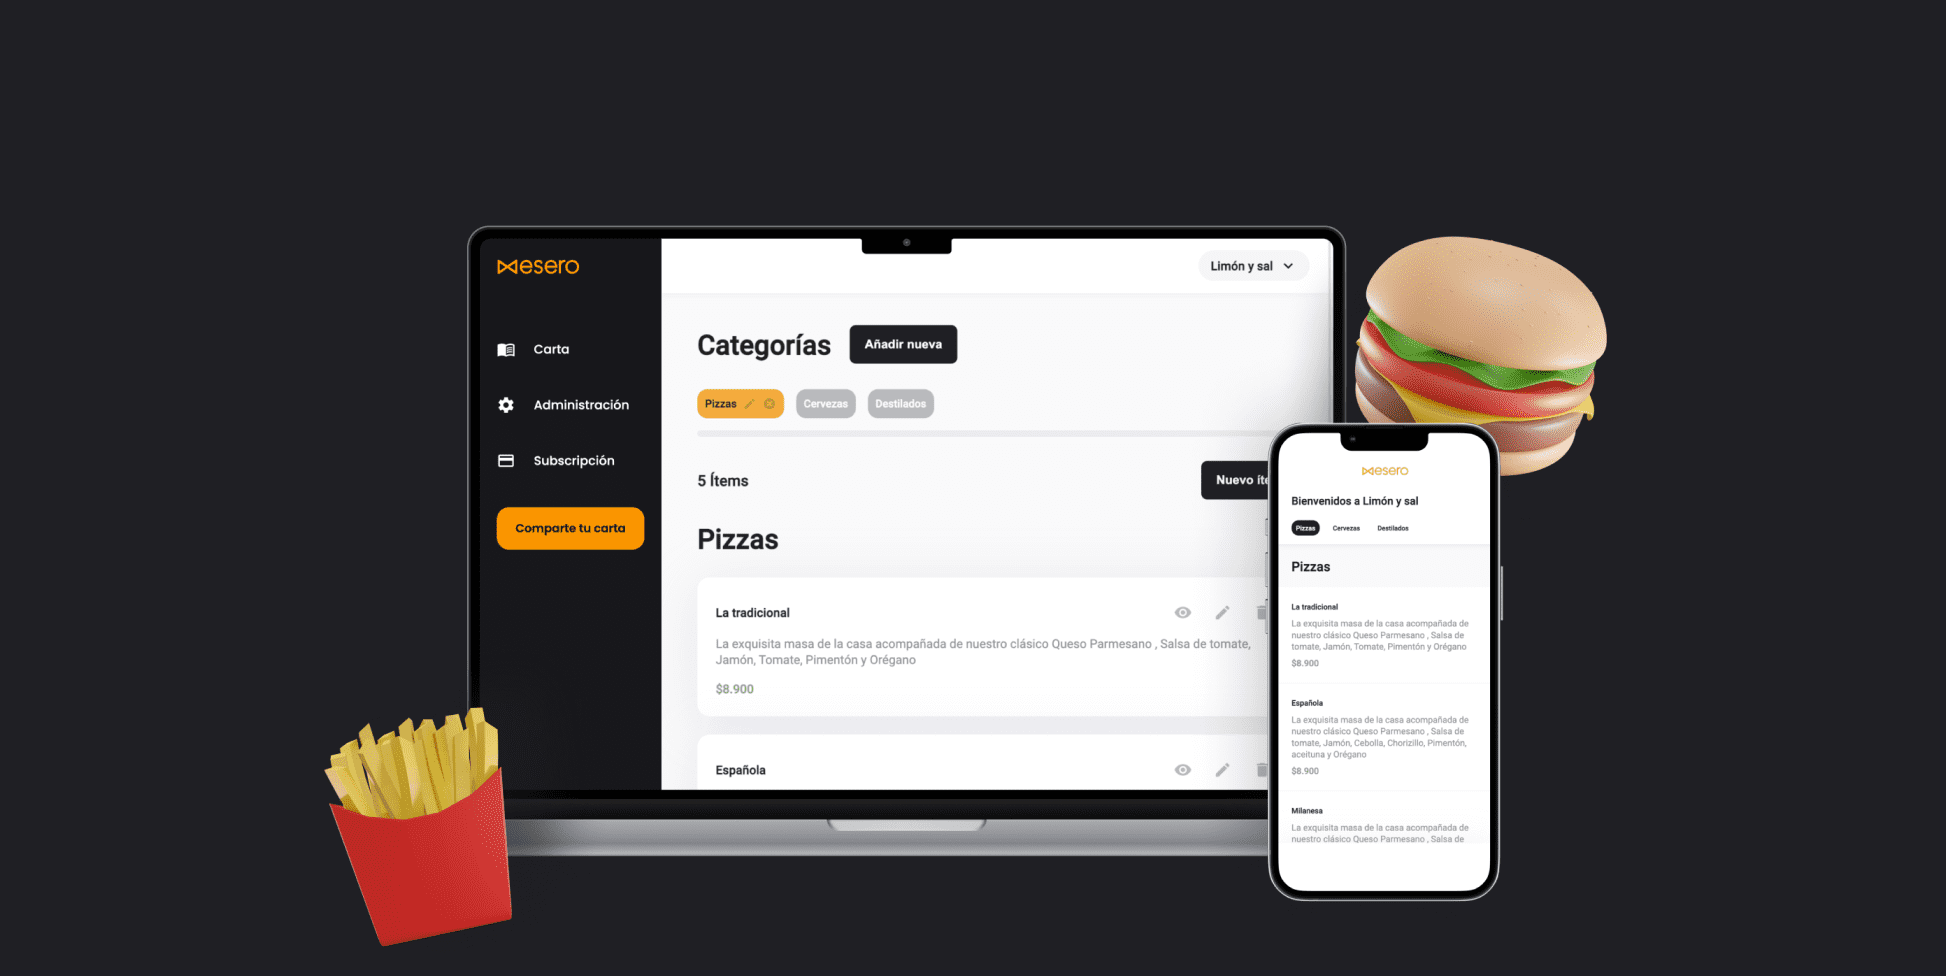 mesero
Limón y sal
Carta
Administración
Subscripción
Comparte tu carta
Categorías
Añadir nueva
Pizzas
Cervezas
Destilados
5 Ítems
Nuevo íte
Pizzas
La tradicional
La exquisita masa de la casa acompañada de nuestro clásico Queso Parmesano , Salsa de tomate,
Jamón, Tomate, Pimentón y Orégano
$8.900
Española
mesero
Bienvenidos a Limón y sal
Pizzas
Cervezas
Destilados
Pizzas
La tradicional
La exquisita masa de la casa acompañada de
nuestro clásico Queso Parmesano , Salsa de
tomate, Jamón, Tomate, Pimentón y Orégano
$8.900
Española
La exquisita masa de la casa acompañada de
nuestro clásico Queso Parmesano , Salsa de
tomate, Jamón, Cebolla, Chorizillo, Pimentón,
aceituna y Orégano
$8.900
Milanesa
La exquisita masa de la casa acompañada de
nuestro clásico Queso Parmesano , Salsa de